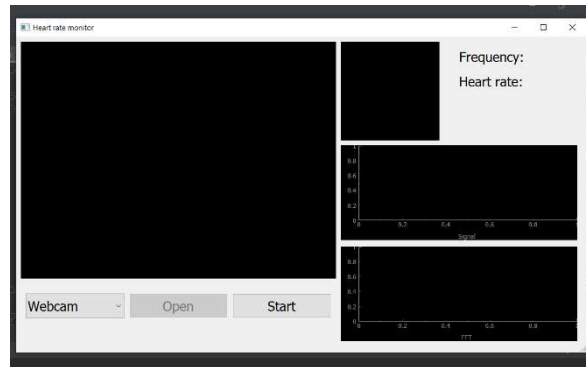 Heart rate monitor
Frequency:
Heart rate:
1
0.8
0.6
0.4
0.2
0
0 0.2 0.4 0.6 0.8 1
Signal
0.8
0.6
0.4
0.2
0
0 0.2 0.4 0.6 0.8
FFT
Webcam
Open
Start